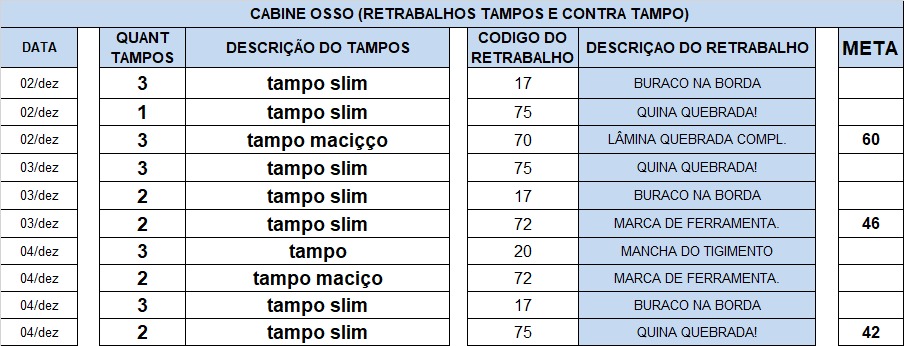 CABINE OSSO (RETRABALHOS TAMPOS E CONTRA TAMPO)
DATA QUANT TAMPOS DESCRIÇÃO DO TAMPOS CODIGO DO RETRABALHO DESCRIÇAO DO RETRABALHO META
02/dez 3 tampo slim 17 BURACO NA BORDA
02/dez 1 tampo slim 75 QUINA QUEBRADA!
02/dez 3 tampo maciçço 70 LÂMINA QUEBRADA COMPL. 60
03/dez 3 tampo slim 75 QUINA QUEBRADA!
03/dez 2 tampo slim 17 BURACO NA BORDA
03/dez 2 tampo slim 72 MARCA DE FERRAMENTA. 46
04/dez 3 tampo 20 MANCHA DO TIGIMENTO
04/dez 2 tampo maciço 72 MARCA DE FERRAMENTA.
04/dez 3 tampo slim 17 BURACO NA BORDA
04/dez 2 tampo slim 75 QUINA QUEBRADA! 42